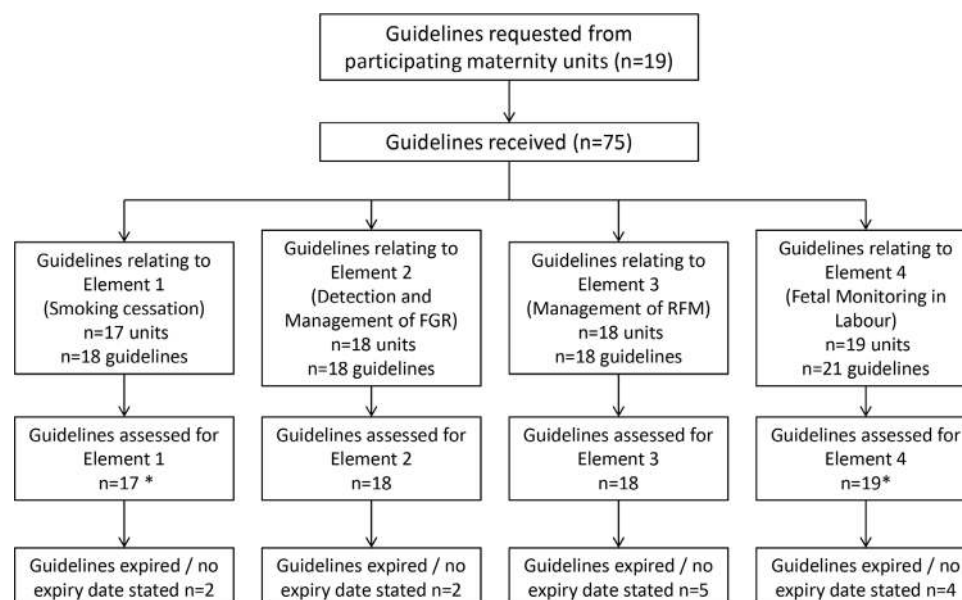 Guidelines requested from
participating maternity units (n=19)
Guidelines received (n=75)
Guidelines relating to
Element 1
(Smoking cessation)
n=17 units
n=18 guidelines
Guidelines relating to
Element 2
(Detection and
Management of FGR)
n=18 units
n=18 guidelines
Guidelines relating to
Element 3
(Management of RFM)
n=18 units
n=18 guidelines
Guidelines relating to
Element 4
(Fetal Monitoring in
Labour)
n=19 units
n=21 guidelines
Guidelines assessed for
Element 1
n=17 *
Guidelines assessed for
Element 2
n=18
Guidelines assessed for
Element 3
n=18
Guidelines assessed for
Element 4
n=19*
Guidelines expired / no
expiry date stated n=2
Guidelines expired / no
expiry date stated n=2
Guidelines expired / no
expiry date stated n=5
Guidelines expired / no
expiry date stated n=4